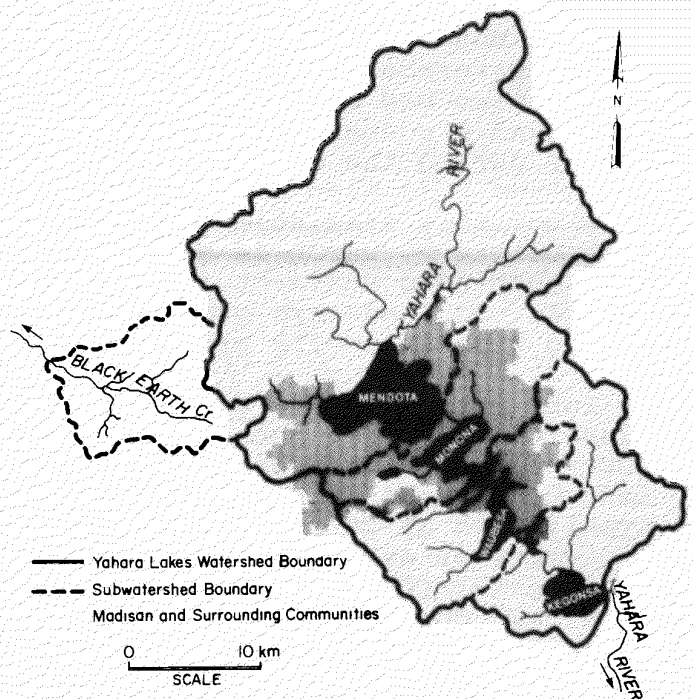 N
YAHARA RIVER
BLACK EARTH Cr
MENDOTA
MONONA
WAUBESA
KEGONSA
Yahara Lakes Watershed Boundary
Subwatershed Boundary
Madisan and Surrounding Communities
0 10 km
SCALE
YAHARA RIVER